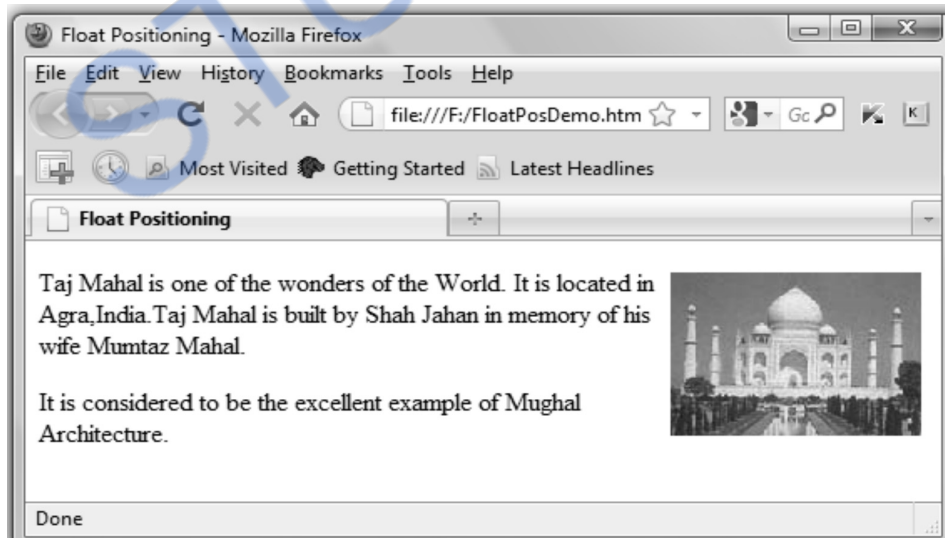 Float Positioning - Mozilla Firefox
File Edit View History Bookmarks Tools Help
file:///F:/FloatPosDemo.htm Gc K
Most Visited Getting Started Latest Headlines
Float Positioning
Taj Mahal is one of the wonders of the World. It is located in
Agra,India.Taj Mahal is built by Shah Jahan in memory of his
wife Mumtaz Mahal.
It is considered to be the excellent example of Mughal
Architecture.
Done